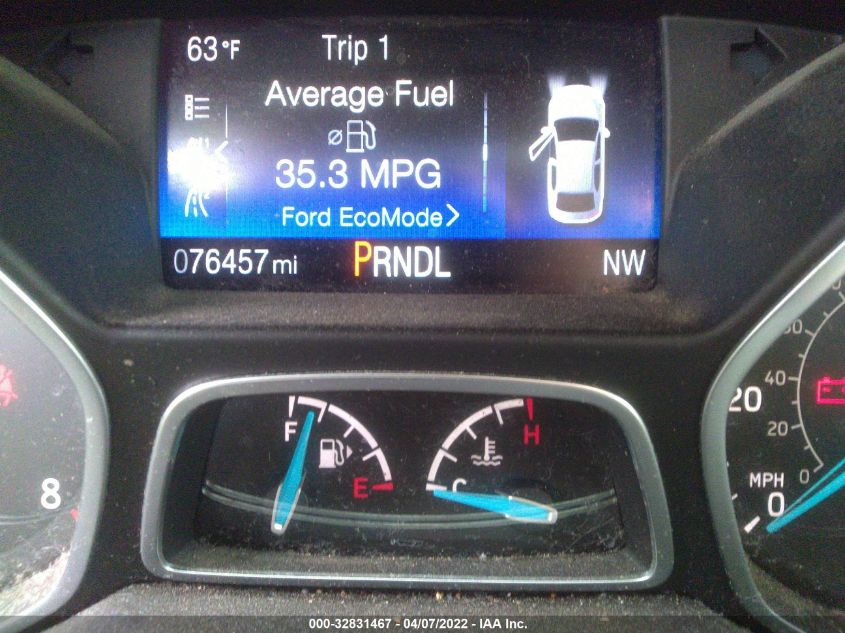 63°F Trip 1
Average Fuel
35.3 MPG
Ford EcoMode>
076457 mi PRNDL NW
F E
C H
8
20
40
20
0
MPH
0
000-32831467 - 04/07/2022 - IAA Inc.